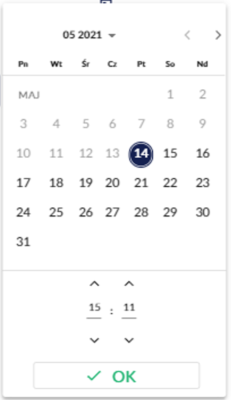 05 2021
Pn Wt Śr Cz Pt So Nd
MAJ 1 2
3 4 5 6 7 8 9
10 11 12 13 14 15 16
17 18 19 20 21 22 23
24 25 26 27 28 29 30
31
15 : 11
OK